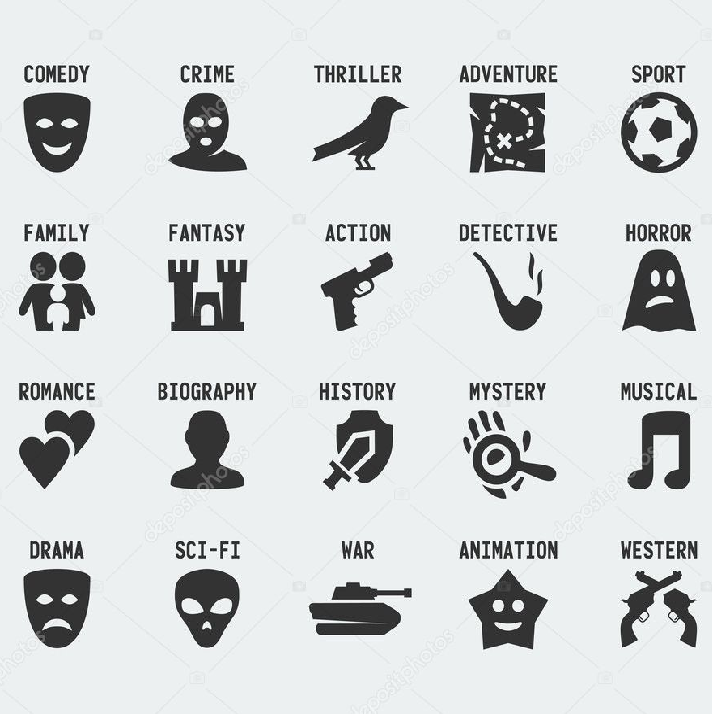 COMEDY CRIME THRILLER ADVENTURE SPORT
FAMILY FANTASY ACTION DETECTIVE HORROR
ROMANCE BIOGRAPHY HISTORY MYSTERY MUSICAL
DRAMA SCI-FI WAR ANIMATION WESTERN
depositphotos